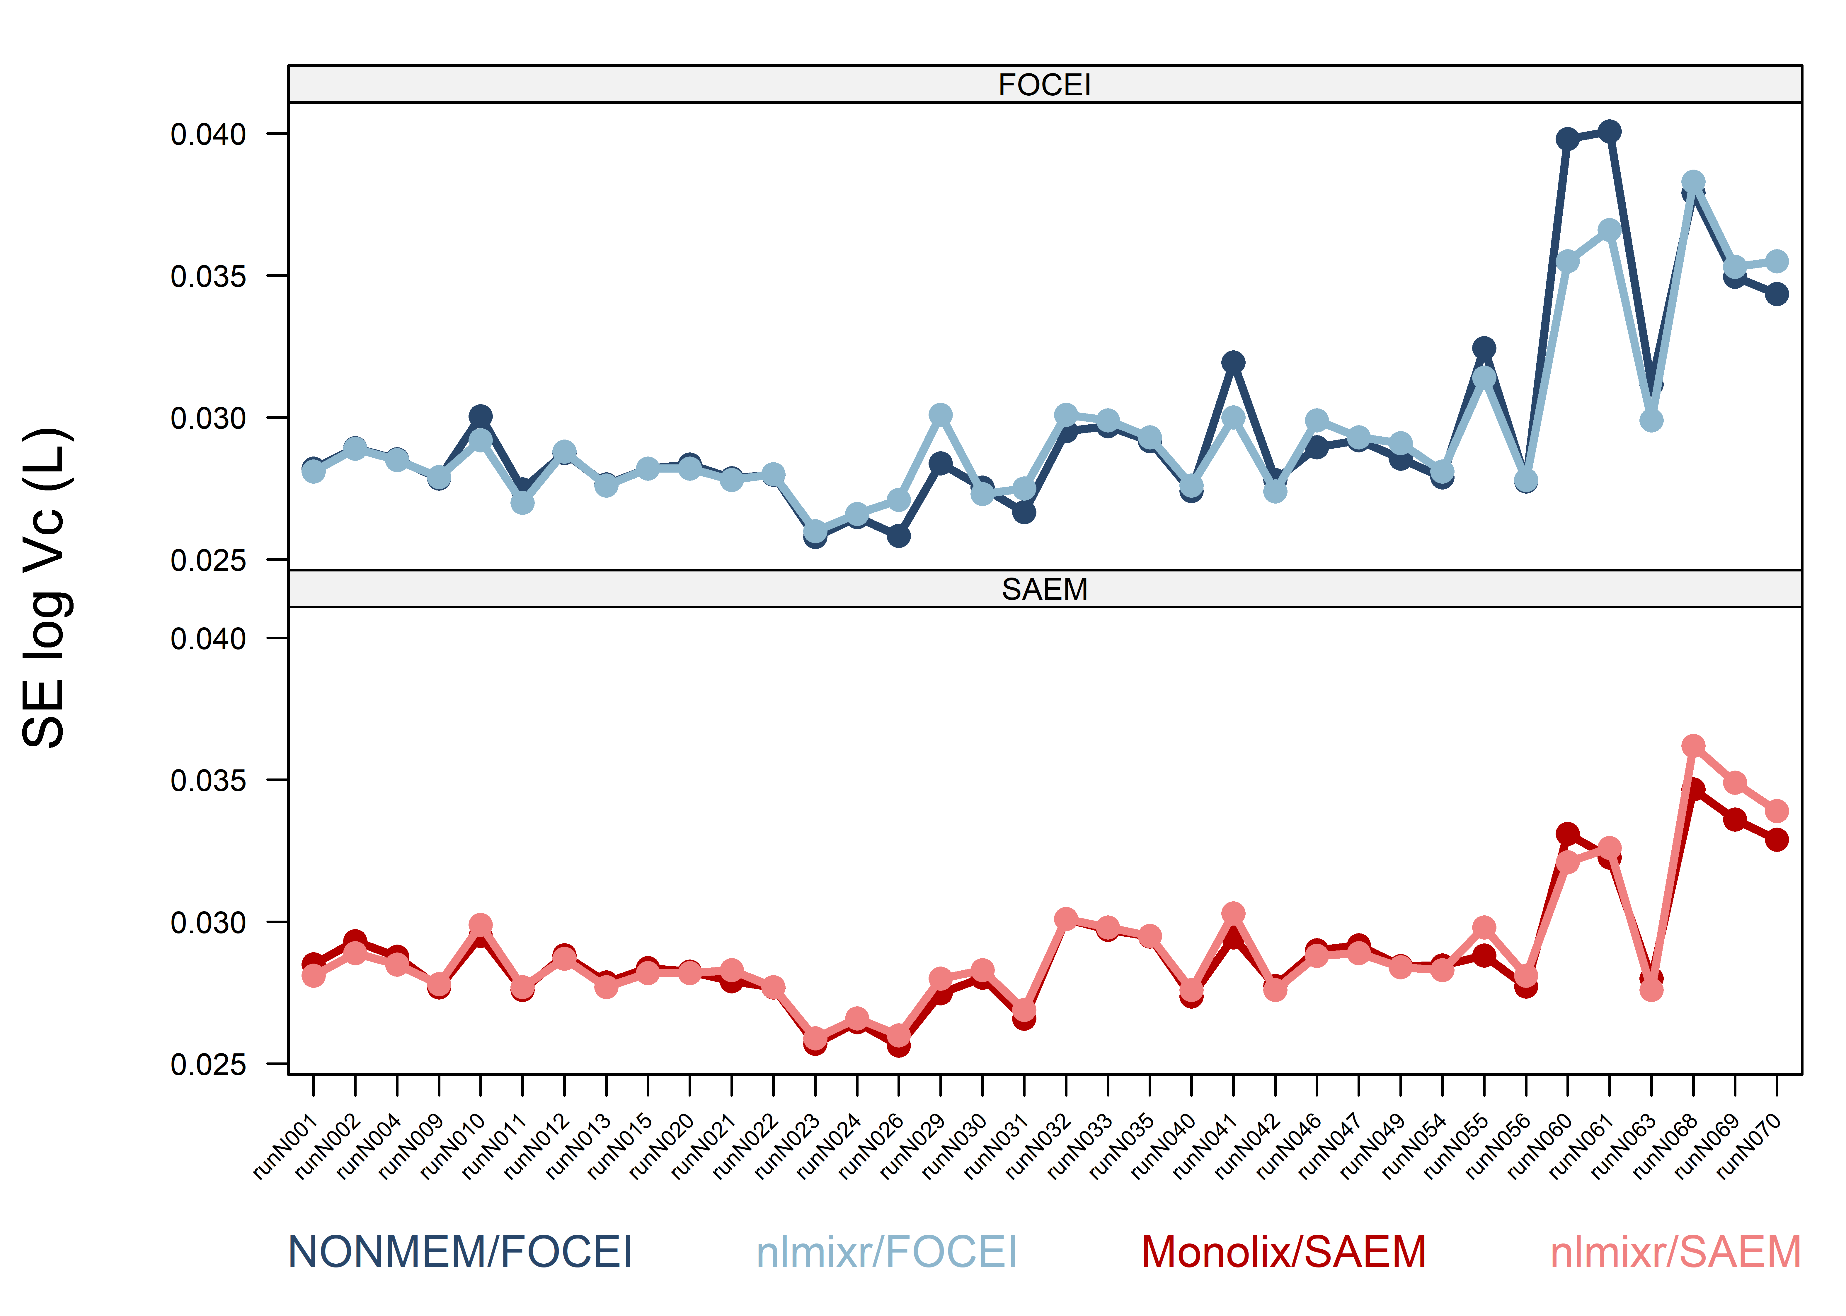 FOCEI
0.040
0.035
0.030
0.025
SE log Vc (L)
SAEM
0.040
0.035
0.030
0.025
runN001 runN002 runN004 runN009 runN010 runN011 runN012 runN013 runN015 runN020 runN021 runN022 runN023 runN024 runN026 runN029 runN030 runN031 runN032 runN033 runN035 runN040 runN041 runN042 runN046 runN047 runN049 runN054 runN055 runN056 runN060 runN061 runN063 runN068 runN069 runN070
NONMEM/FOCEI nlmixr/FOCEI Monolix/SAEM nlmixr/SAEM